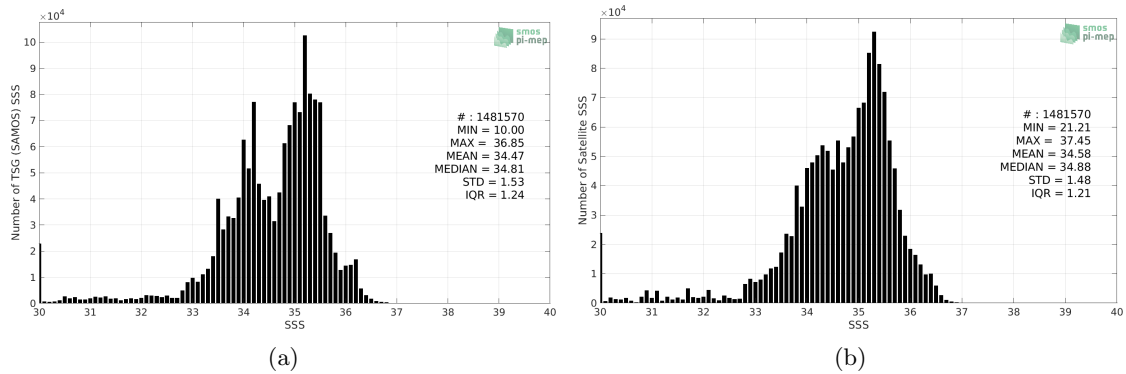 ×10⁴
10
9
8
7
6
5
4
3
2
1
0
Number of TSG (SAMOS) SSS
30 31 32 33 34 35 36 37 38 39 40
SSS
smos
pi-mep
# : 1481570
MIN = 10.00
MAX = 36.85
MEAN = 34.47
MEDIAN = 34.81
STD = 1.53
IQR = 1.24
(a)
×10⁴
9
8
7
6
5
4
3
2
1
0
Number of Satellite SSS
30 31 32 33 34 35 36 37 38 39 40
SSS
smos
pi-mep
# : 1481570
MIN = 21.21
MAX = 37.45
MEAN = 34.58
MEDIAN = 34.88
STD = 1.48
IQR = 1.21
(b)